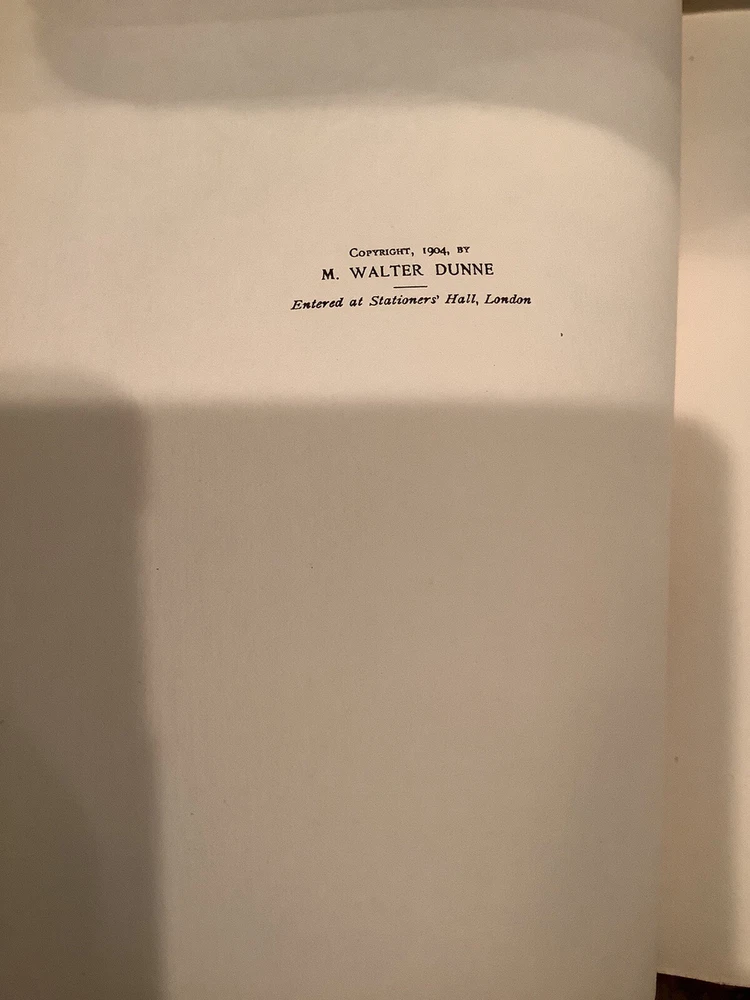 Copyright, 1904, by
M. WALTER DUNNE
Entered at Stationers' Hall, London